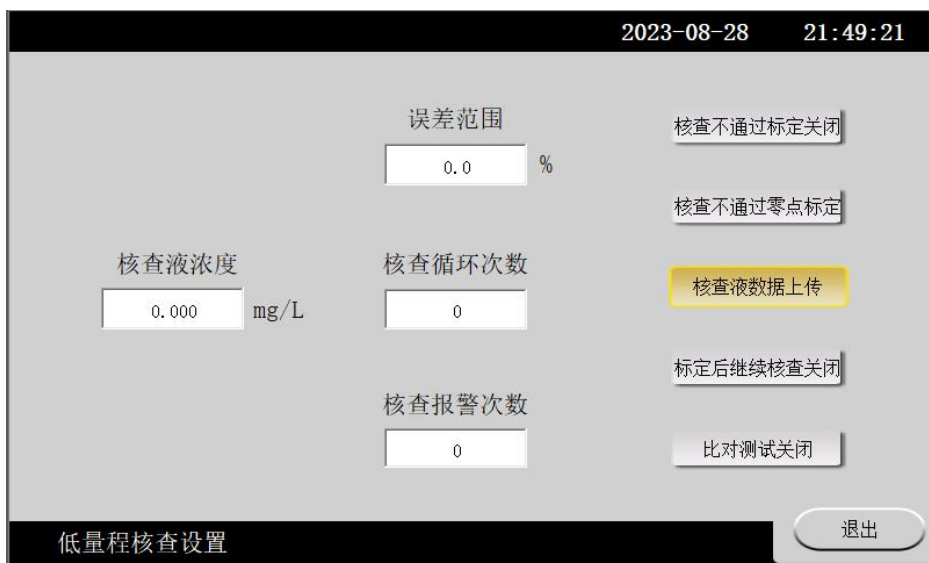 2023-08-28 21:49:21
误差范围
0.0 %
核查液浓度
0.000 mg/L
核查循环次数
0
核查报警次数
0
核查不通过标定关闭
核查不通过零点标定
核查液数据上传
标定后继续核查关闭
比对测试关闭
低量程核查设置
退出